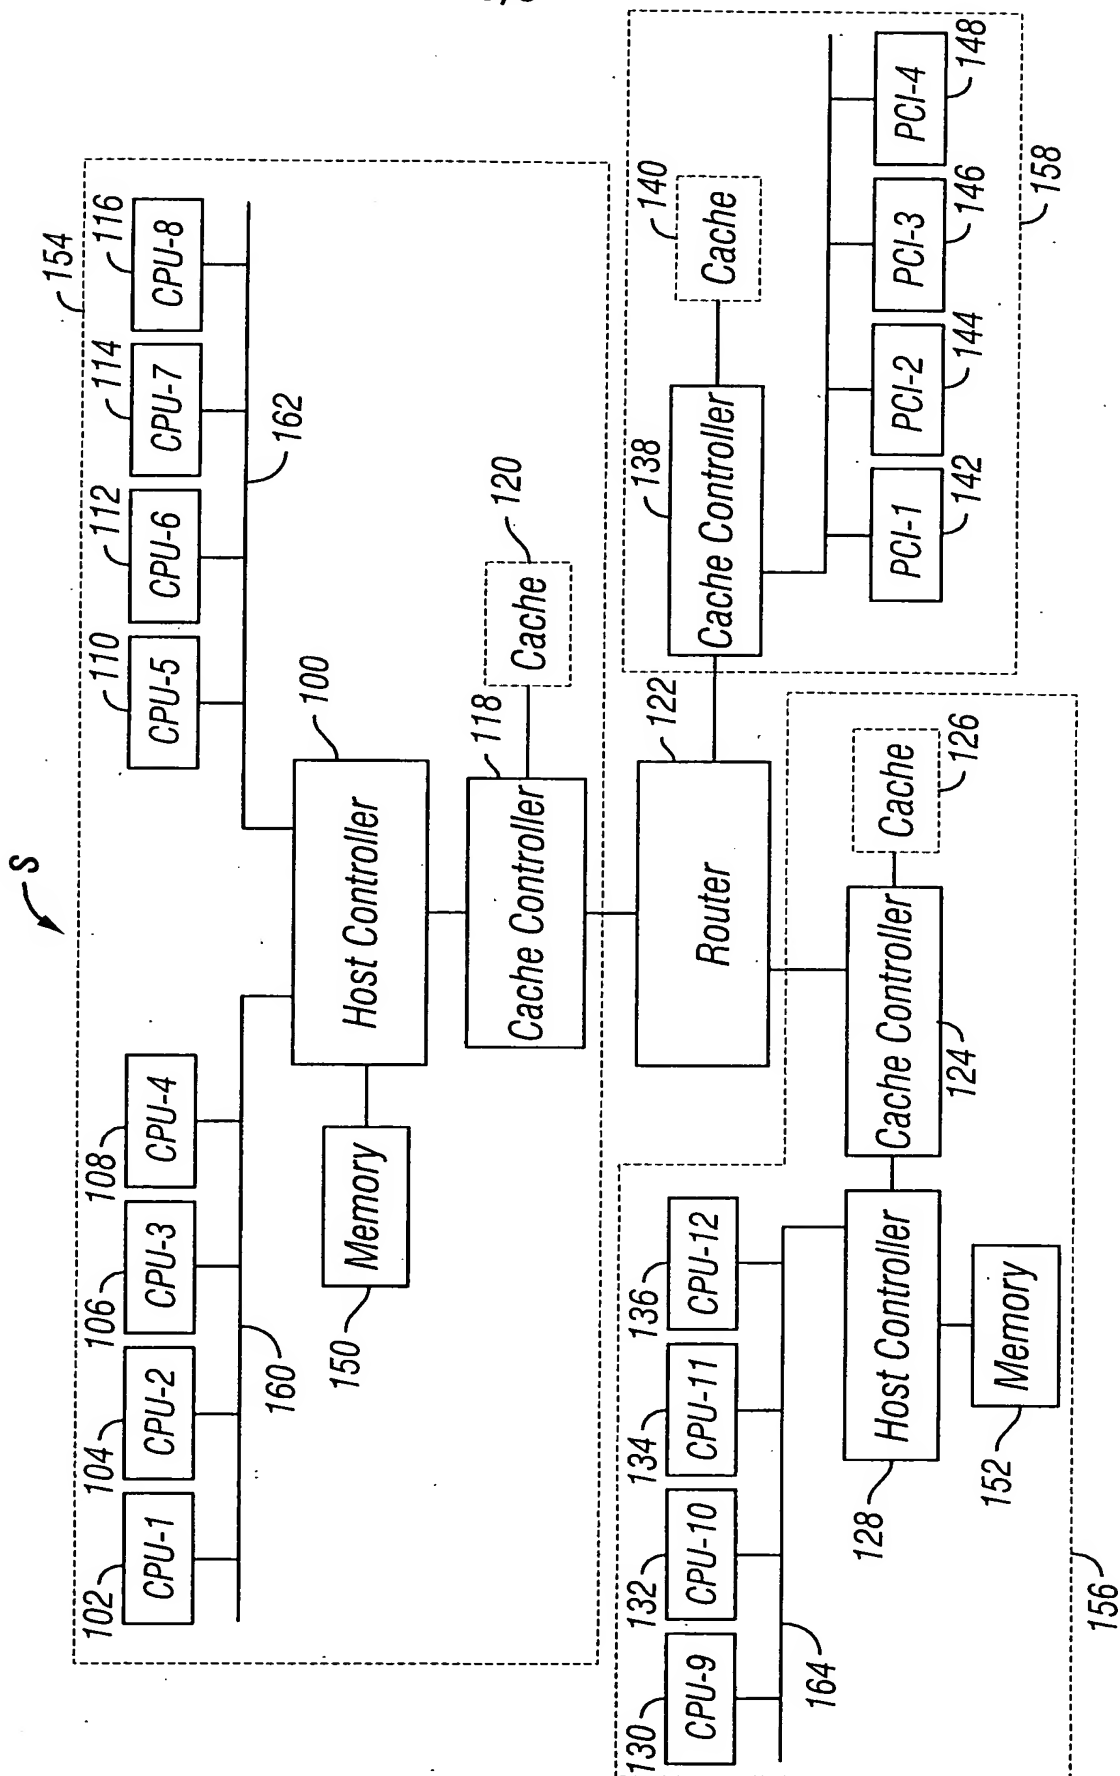 S
154
102
104
106
108
110
112
114
116
CPU-1
CPU-2
CPU-3
CPU-4
CPU-5
CPU-6
CPU-7
CPU-8
160
162
100
150
Memory
Host Controller
118
120
Cache Controller
Cache
130
132
134
136
122
138
140
CPU-9
CPU-10
CPU-11
CPU-12
Router
Cache Controller
Cache
164
128
Host Controller
Cache Controller
Cache
124
126
PCI-1
PCI-2
PCI-3
PCI-4
142
144
146
148
152
Memory
156
158